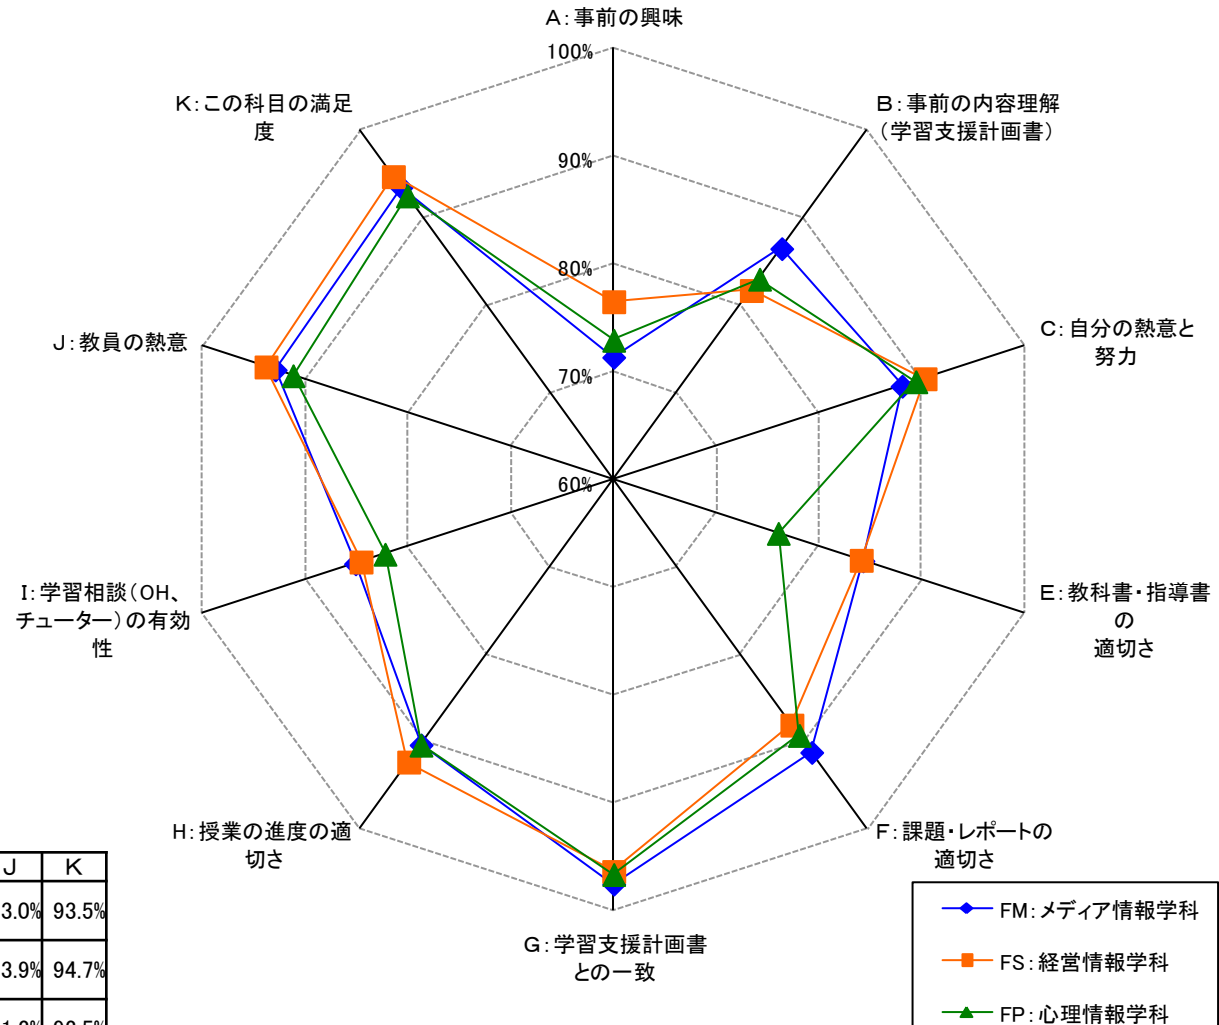 A：事前の興味
100%
K：この科目の満足
度
B：事前の内容理解
（学習支援計画書）
90%
80%
C：自分の熱意と
努力
J：教員の熱意
70%
60%
I：学習相談（OH、
チューター）の有効
性
E：教科書・指導書
の
適切さ
H：授業の進度の適
切さ
F：課題・レポートの
適切さ
G：学習支援計画書
との一致
J K
3.0% 93.5%
3.9% 94.7%
FM：メディア情報学科
FS：経営情報学科
FP：心理情報学科